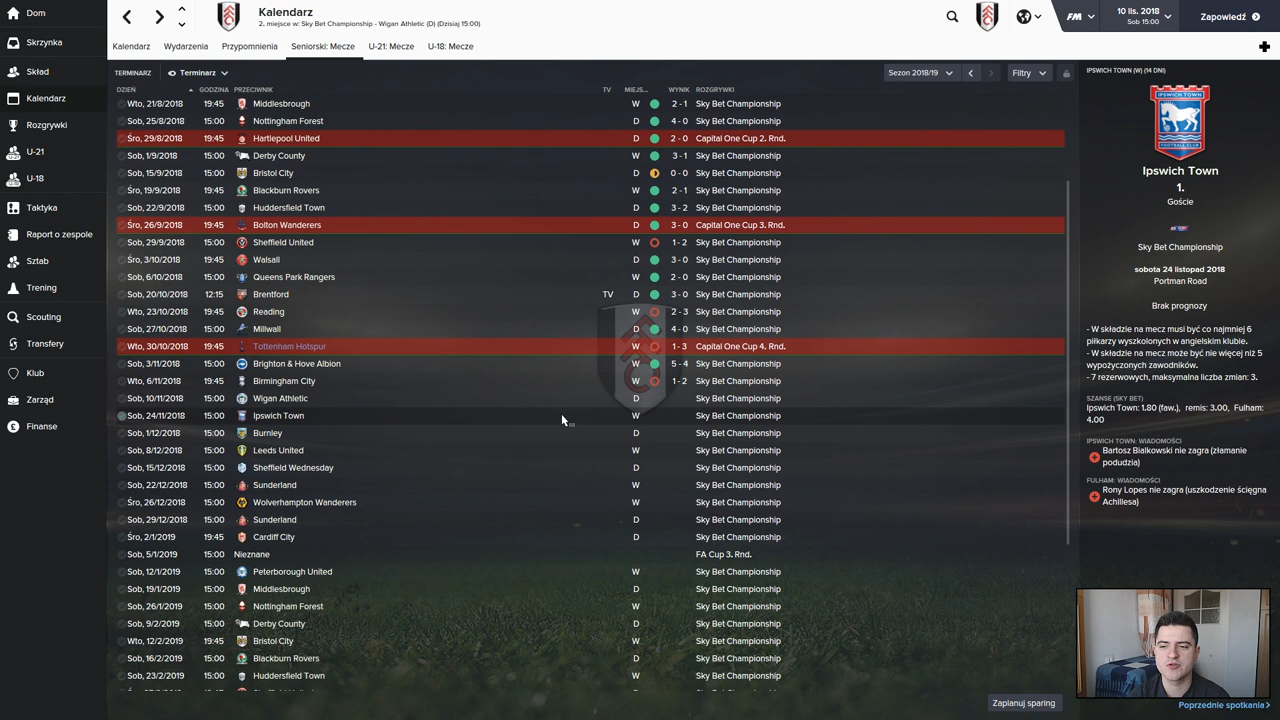 Dom
Skrzynka
Skład
Kalendarz
Rozgrywki
U-21
U-18
Taktyka
Raport o zespole
Sztab
Trening
Scouting
Transfery
Klub
Zarząd
Finanse
Kalendarz
2. miejsce w: Sky Bet Championship - Wigan Athletic (D) (Dzisiaj 15:00)
FM
10 lis. 2018
Sob 15:00
Zapowiedź
Kalendarz Wydarzenia Przypomnienia Seniorski: Mecze U-21: Mecze U-18: Mecze
TERMINARZ Terminarz Sezon 2018/19 Filtry
DZIEŃ GODZINA PRZECIWNIK TV MIEJS... WYNIK ROZGRYWKI
Wto, 21/8/2018 19:45 Middlesbrough W 2 - 1 Sky Bet Championship
Sob, 25/8/2018 15:00 Nottingham Forest D 4 - 0 Sky Bet Championship
Śro, 29/8/2018 19:45 Hartlepool United D 2 - 0 Capital One Cup 2. Rnd.
Sob, 1/9/2018 15:00 Derby County W 3 - 1 Sky Bet Championship
Sob, 15/9/2018 15:00 Bristol City D 0 - 0 Sky Bet Championship
Śro, 19/9/2018 19:45 Blackburn Rovers W 2 - 1 Sky Bet Championship
Sob, 22/9/2018 15:00 Huddersfield Town D 3 - 2 Sky Bet Championship
Śro, 26/9/2018 19:45 Bolton Wanderers D 3 - 0 Capital One Cup 3. Rnd.
Sob, 29/9/2018 15:00 Sheffield United W 1 - 2 Sky Bet Championship
Śro, 3/10/2018 19:45 Walsall D 3 - 0 Sky Bet Championship
Sob, 6/10/2018 15:00 Queens Park Rangers W 2 - 0 Sky Bet Championship
Sob, 20/10/2018 12:15 Brentford TV D 3 - 0 Sky Bet Championship
Wto, 23/10/2018 19:45 Reading W 2 - 3 Sky Bet Championship
Sob, 27/10/2018 15:00 Millwall D 4 - 0 Sky Bet Championship
Wto, 30/10/2018 19:45 Tottenham Hotspur W 1 - 3 Capital One Cup 4. Rnd.
Sob, 3/11/2018 15:00 Brighton & Hove Albion W 5 - 4 Sky Bet Championship
Wto, 6/11/2018 19:45 Birmingham City W 1 - 2 Sky Bet Championship
Sob, 10/11/2018 15:00 Wigan Athletic D Sky Bet Championship
Sob, 24/11/2018 15:00 Ipswich Town W Sky Bet Championship
Sob, 1/12/2018 15:00 Burnley D Sky Bet Championship
Sob, 8/12/2018 15:00 Leeds United W Sky Bet Championship
Sob, 15/12/2018 15:00 Sheffield Wednesday D Sky Bet Championship
Sob, 22/12/2018 15:00 Sunderland W Sky Bet Championship
Śro, 26/12/2018 15:00 Wolverhampton Wanderers W Sky Bet Championship
Sob, 29/12/2018 15:00 Sunderland D Sky Bet Championship
Śro, 2/1/2019 19:45 Cardiff City D Sky Bet Championship
Sob, 5/1/2019 15:00 Nieznane FA Cup 3. Rnd.
Sob, 12/1/2019 15:00 Peterborough United W Sky Bet Championship
Sob, 19/1/2019 15:00 Middlesbrough D Sky Bet Championship
Sob, 26/1/2019 15:00 Nottingham Forest W Sky Bet Championship
Sob, 9/2/2019 15:00 Derby County D Sky Bet Championship
Wto, 12/2/2019 19:45 Bristol City W Sky Bet Championship
Sob, 16/2/2019 15:00 Blackburn Rovers D Sky Bet Championship
Sob, 23/2/2019 15:00 Huddersfield Town W Sky Bet Championship
Zaplanuj sparing
IPSWICH TOWN (W) (14 DNI)
IPSWICH TOWN
Ipswich Town
1.
Goście
Sky Bet Championship
sobota 24 listopad 2018
Portman Road
Brak prognozy
- W składzie na mecz musi być co najmniej 6
piłkarzy wyszkolonych w angielskim klubie.
- W składzie na mecz może być nie więcej niż 5
wypożyczonych zawodników.
- 7 rezerwowych, maksymalna liczba zmian: 3.
SZANSE (SKY BET)
Ipswich Town: 1.80 (faw.), remis: 3.00, Fulham:
4.00
IPSWICH TOWN: WIADOMOŚCI
Bartosz Bialkowski nie zagra (złamanie
podudzia)
FULHAM: WIADOMOŚCI
Rony Lopes nie zagra (uszkodzenie ścięgna
Achillesa)
Poprzednie spotkania